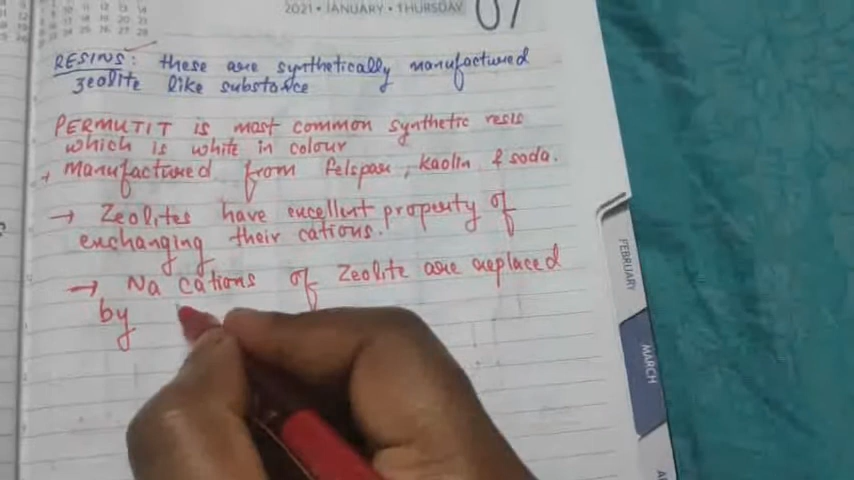 2021 • JANUARY • THURSDAY 07
RESINS: these are synthetically manufactured
zeolite like substance
PERMUTIT is most common synthetic resis
which is white in colour
→ Manufactured from felspar, kaolin & soda.
→ Zeolites have excellent property of
exchanging their cations.
→ Na cations of Zeolite are replaced
by
FEBRUARY
MARCH